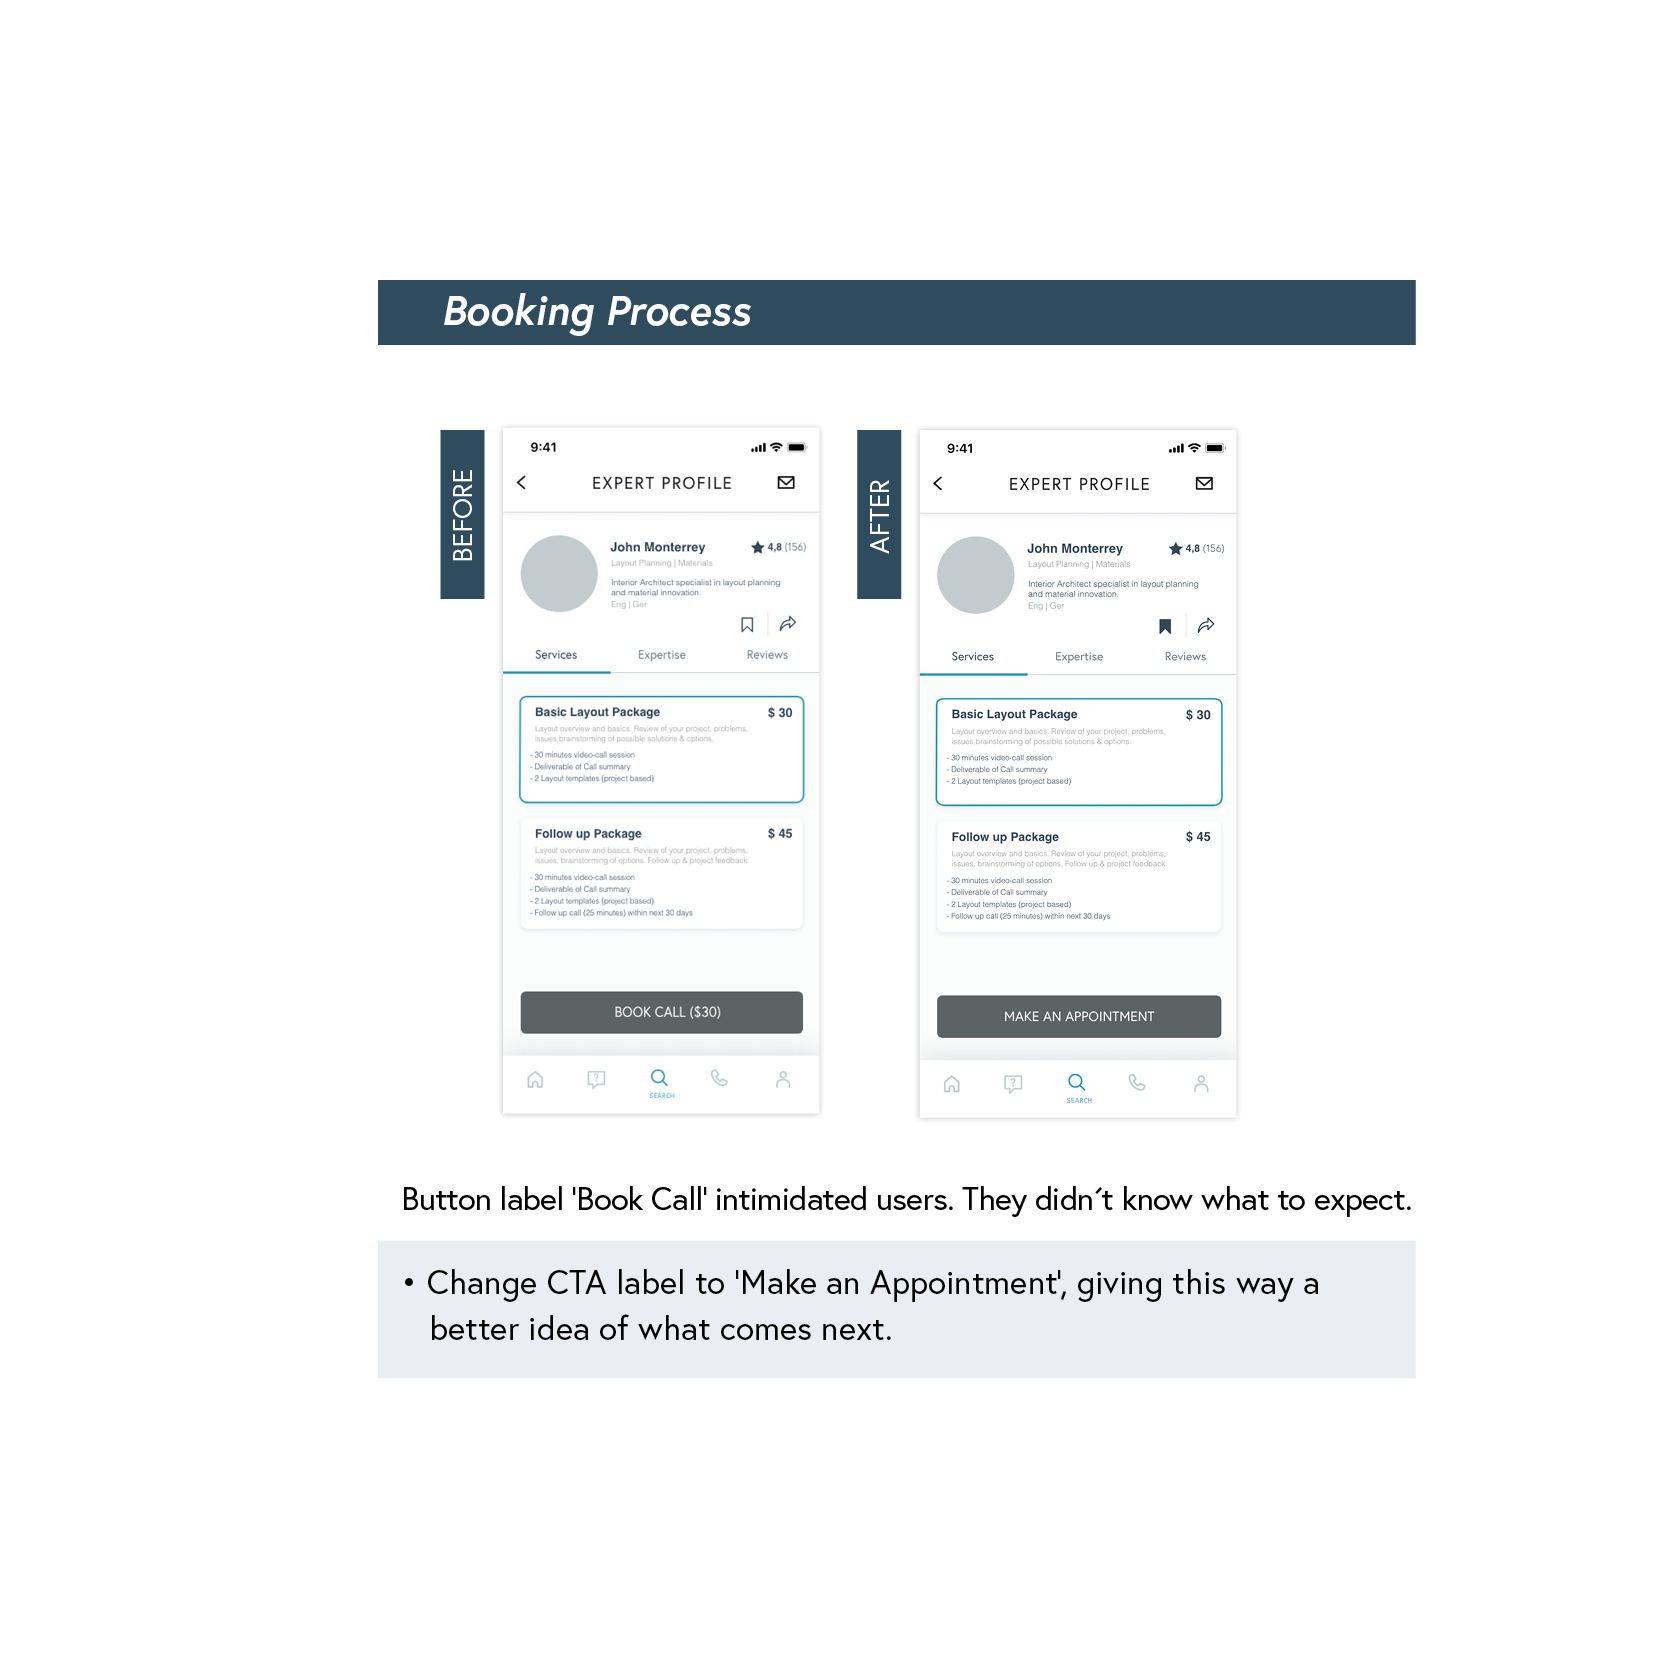 Booking Process
BEFORE
9:41
EXPERT PROFILE
John Monterrey
4,8 (156)
Layout Planning | Materials
Interior Architect specialist in layout planning
and material innovation.
Eng | Ger
Services
Expertise
Reviews
Basic Layout Package
$ 30
Layout overview and basics. Review of your project, problems,
issues,brainstorming of possible solutions & options.
- 30 minutes video-call session
- Deliverable of Call summary
- 2 Layout templates (project based)
Follow up Package
$ 45
Layout overview and basics. Review of your project, problems,
issues, brainstorming of options. Follow up & project feedback.
- 30 minutes video-call session
- Deliverable of Call summary
- 2 Layout templates (project based)
- Follow up call (25 minutes) within next 30 days
BOOK CALL ($30)
?
SEARCH
AFTER
9:41
EXPERT PROFILE
John Monterrey
4,8 (156)
Layout Planning | Materials
Interior Architect specialist in layout planning
and material innovation.
Eng | Ger
Services
Expertise
Reviews
Basic Layout Package
$ 30
Layout overview and basics. Review of your project, problems,
issues,brainstorming of possible solutions & options.
- 30 minutes video-call session
- Deliverable of Call summary
- 2 Layout templates (project based)
Follow up Package
$ 45
Layout overview and basics. Review of your project, problems,
issues, brainstorming of options. Follow up & project feedback.
- 30 minutes video-call session
- Deliverable of Call summary
- 2 Layout templates (project based)
- Follow up call (25 minutes) within next 30 days
MAKE AN APPOINTMENT
?
SEARCH
Button label 'Book Call' intimidated users. They didn´t know what to expect.
• Change CTA label to 'Make an Appointment', giving this way a
better idea of what comes next.